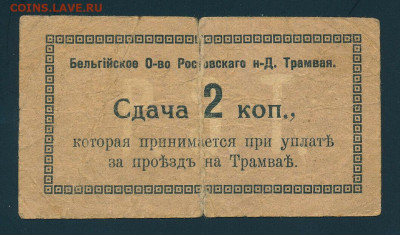 COINS.LAVE.RU
Бельгійское О-во Ростовскаго н-Д. Трамвая.
Сдача 2 коп.,
которая принимается при уплатѣ
за проѣздъ на Трамваѣ.